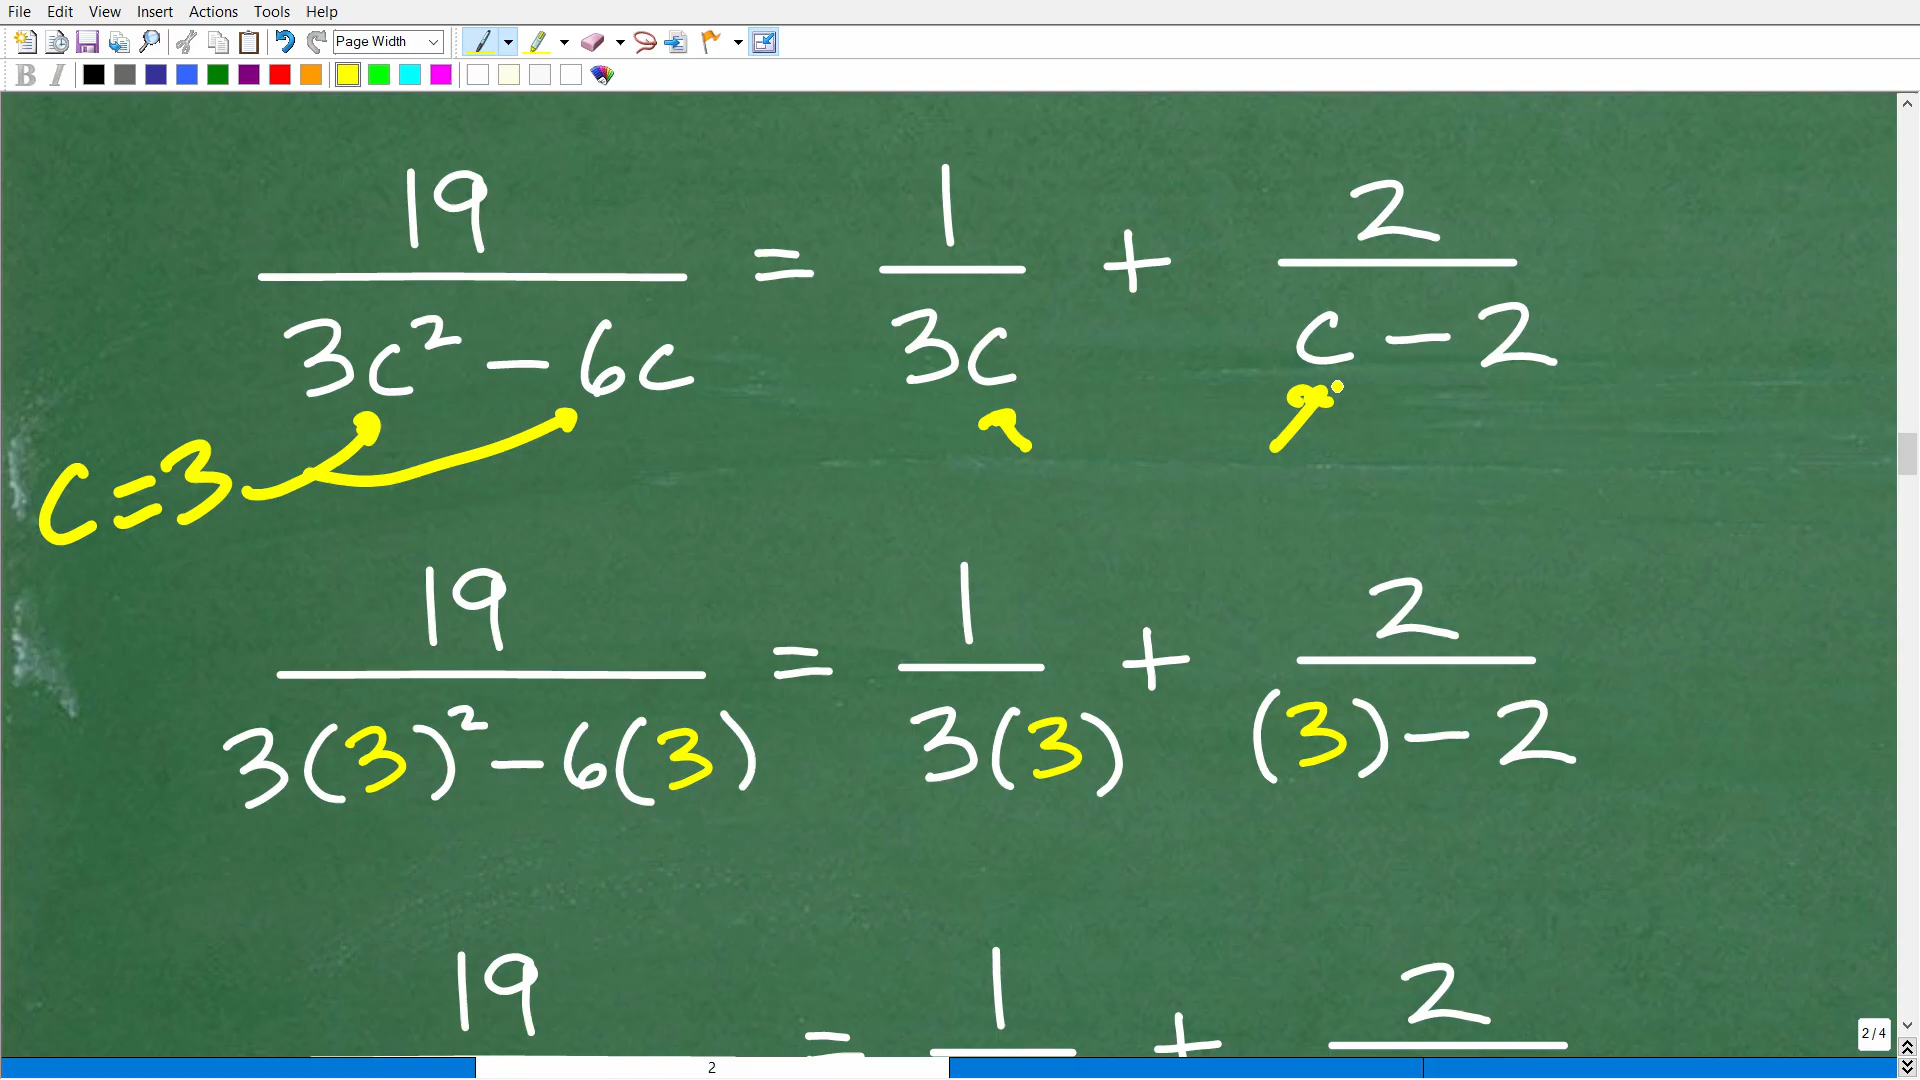 File Edit View Insert Actions Tools Help
Page Width
B I
19/(3c² - 6c) = 1/3c + 2/(c - 2)
C=3
19/(3(3)² - 6(3)) = 1/3(3) + 2/((3) - 2)
19 = 1 + 2
2 / 4
2